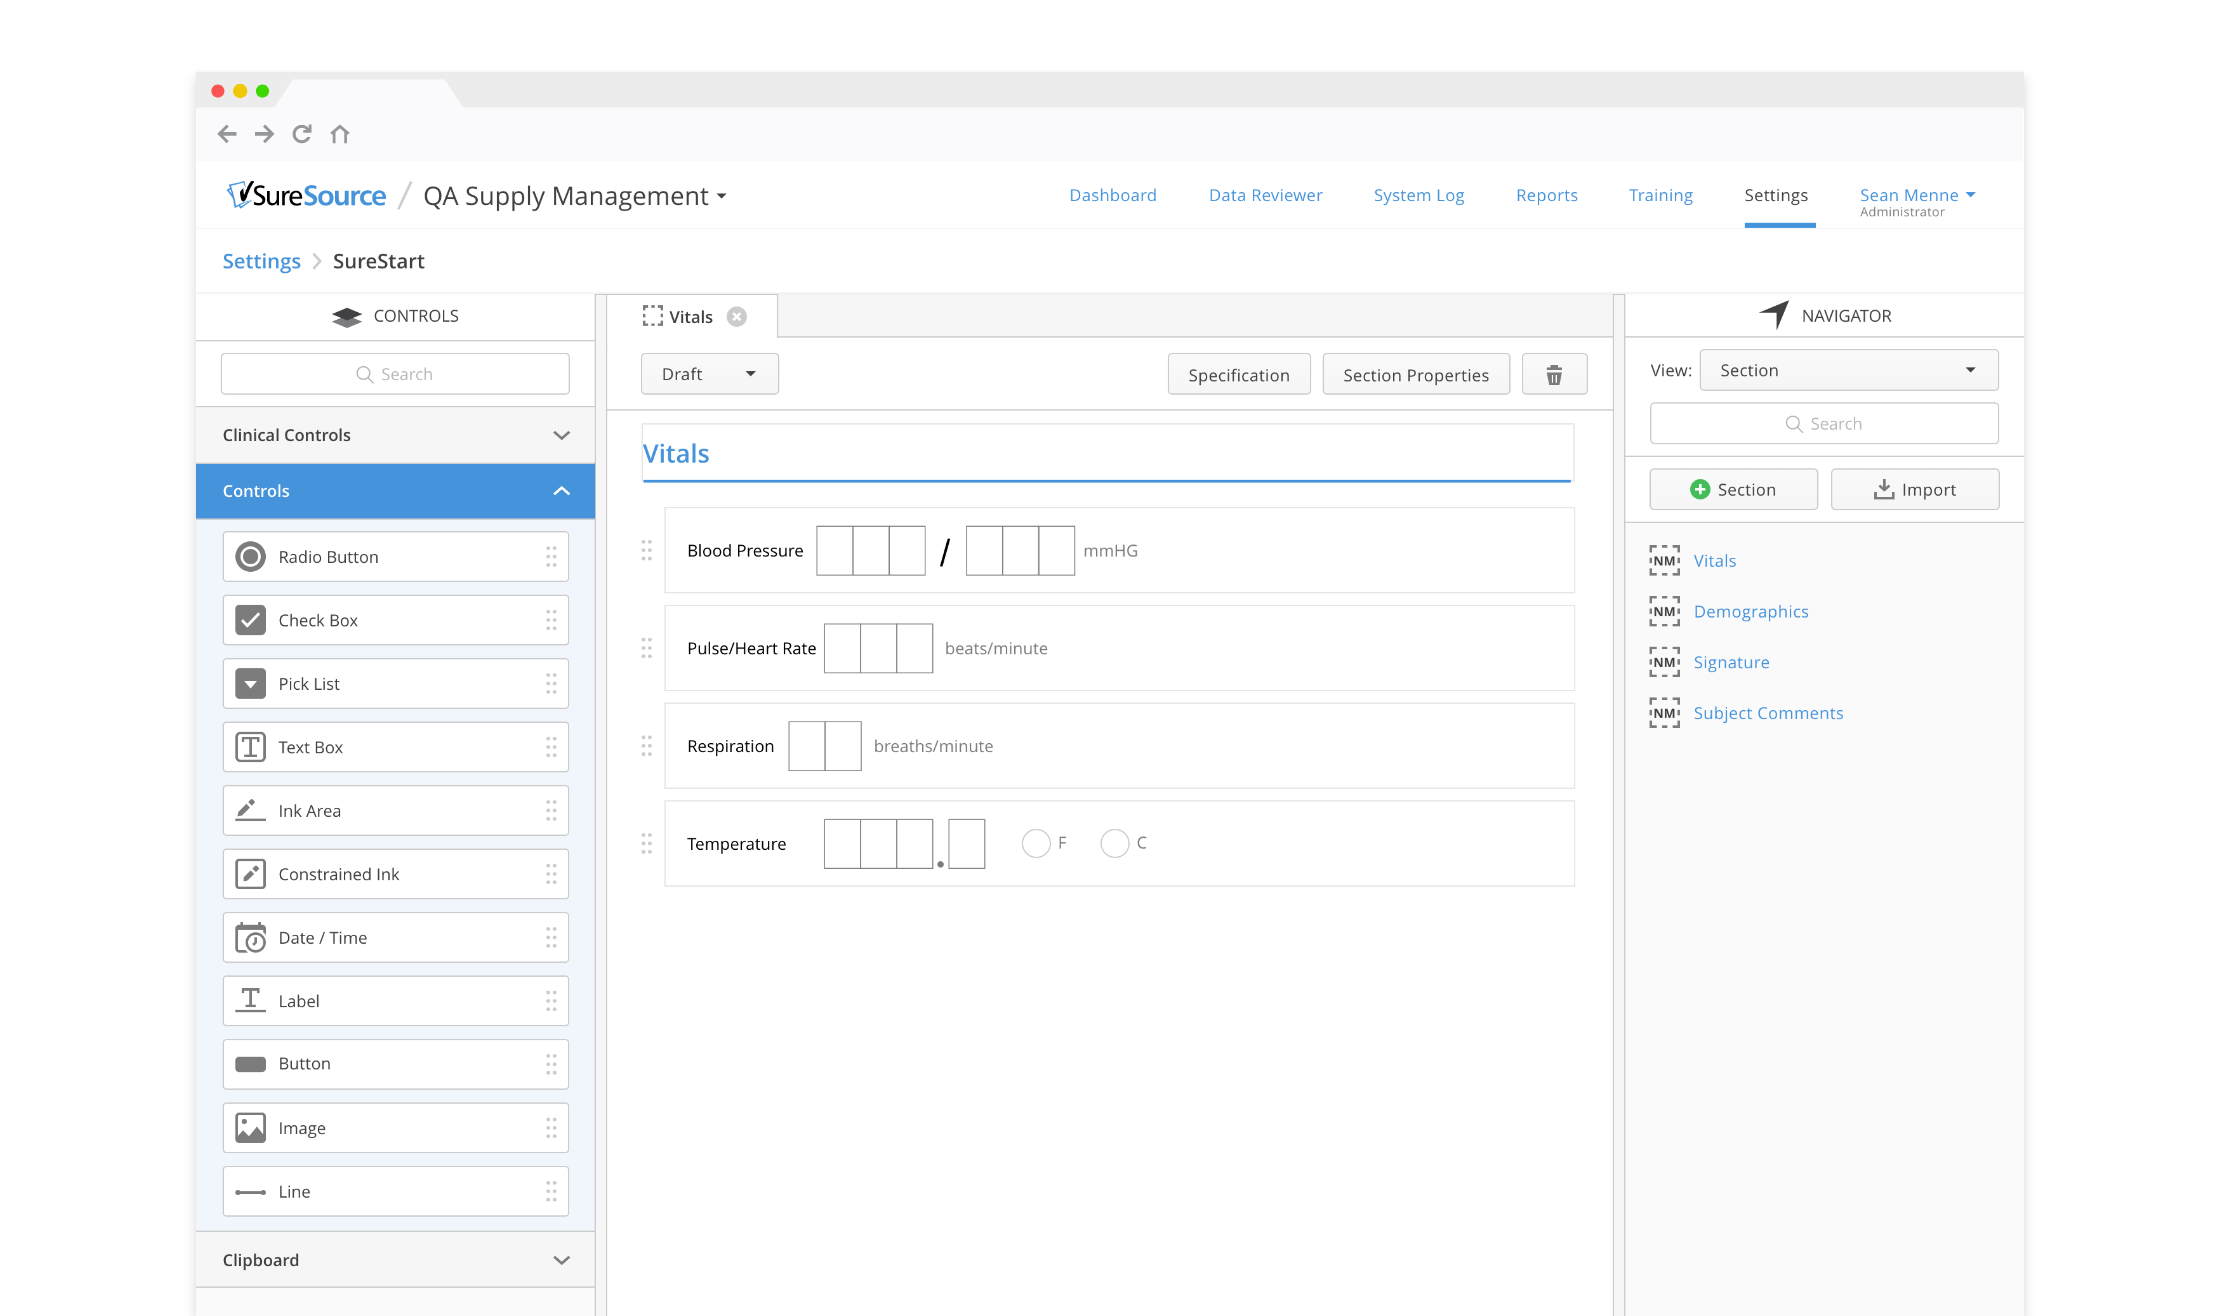 SureSource / QA Supply Management
Dashboard
Data Reviewer
System Log
Reports
Training
Settings
Sean Menne
Administrator
Settings > SureStart
CONTROLS
Search
Clinical Controls
Controls
Radio Button
Check Box
Pick List
Text Box
Ink Area
Constrained Ink
Date / Time
Label
Button
Image
Line
Clipboard
Vitals
Draft
Specification
Section Properties
Vitals
Blood Pressure / mmHG
Pulse/Heart Rate beats/minute
Respiration breaths/minute
Temperature . F C
NAVIGATOR
View: Section
Search
Section
Import
NM Vitals
NM Demographics
NM Signature
NM Subject Comments